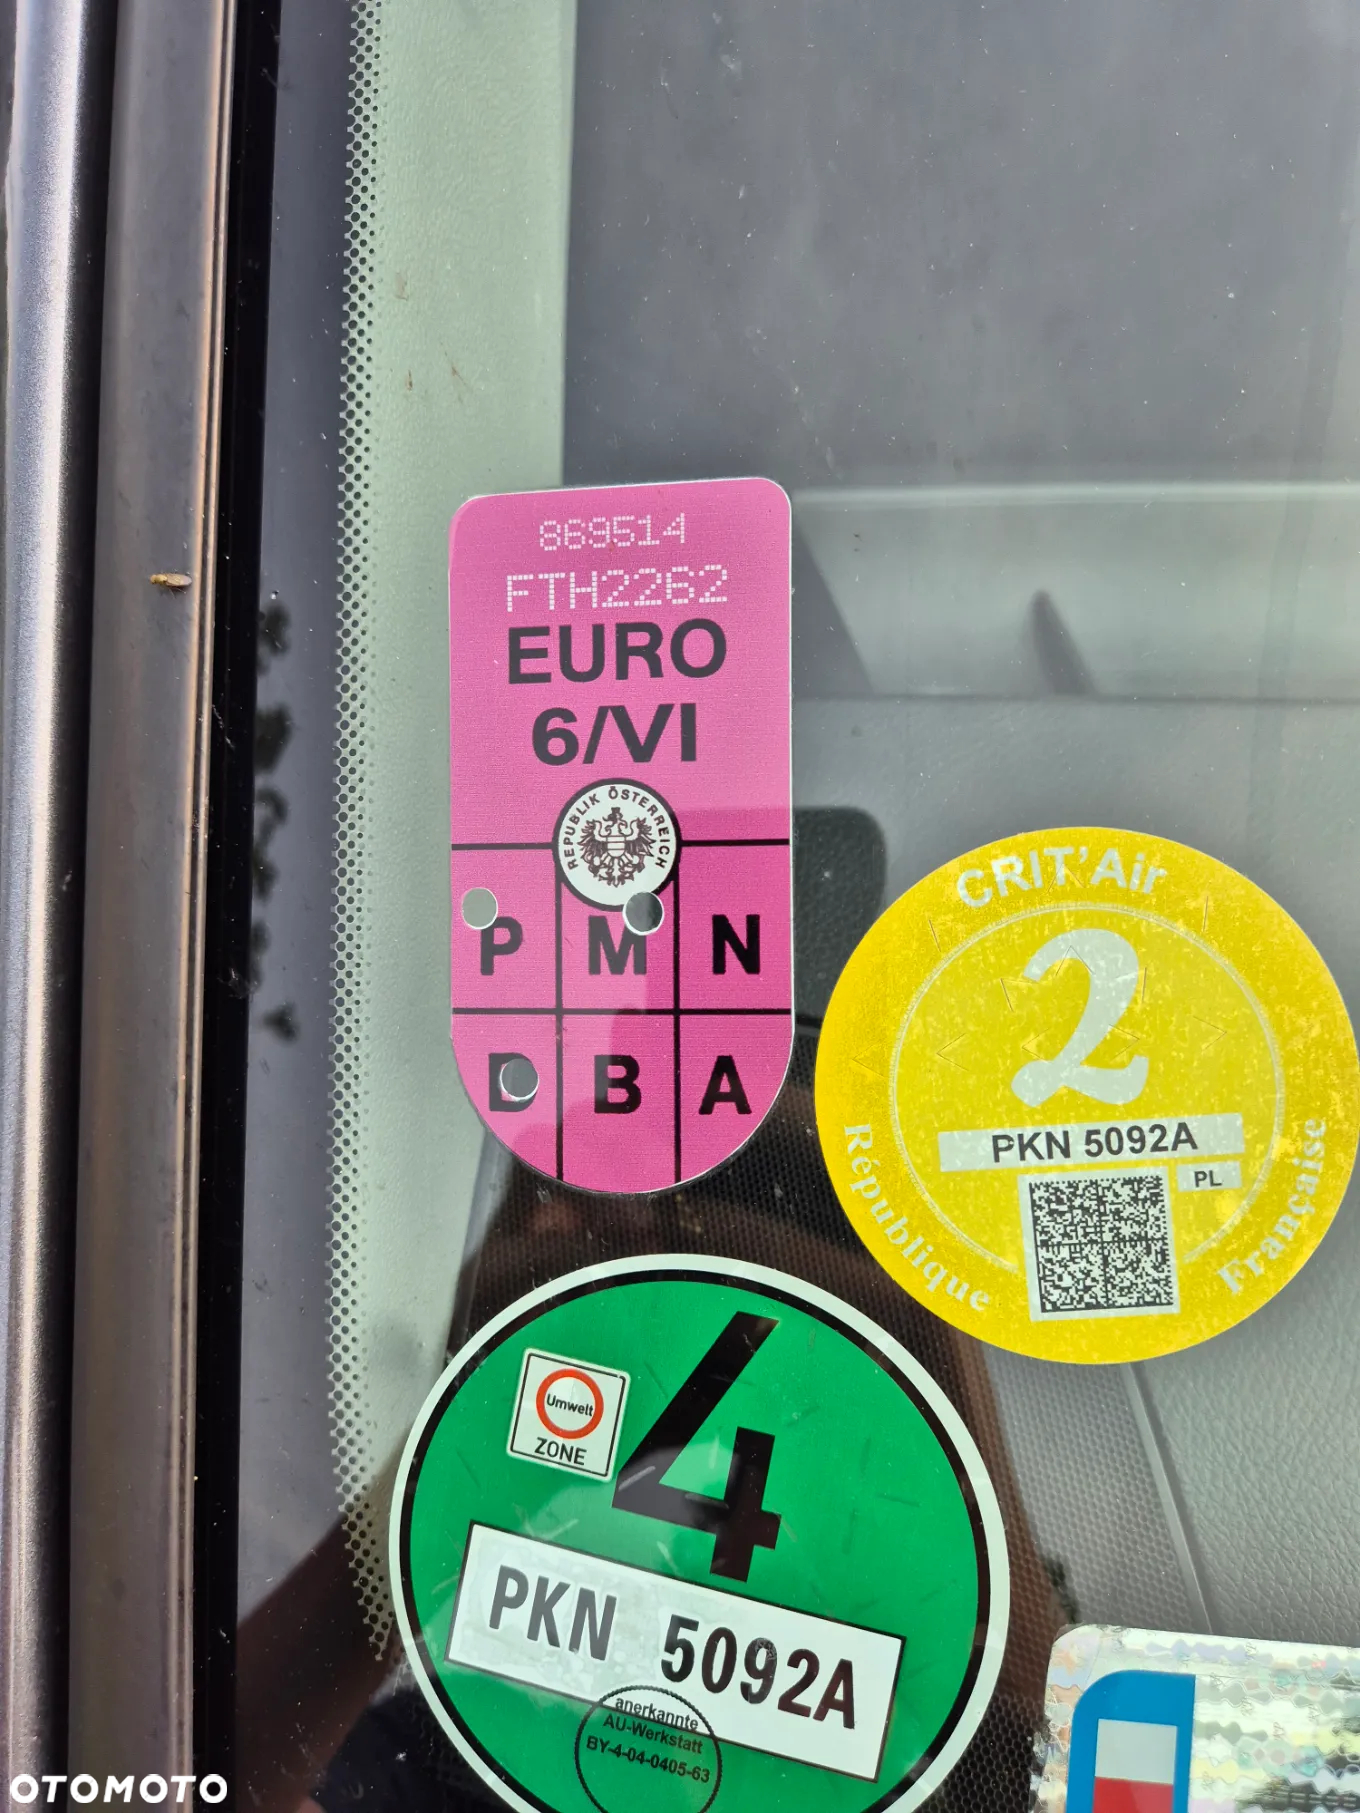 869514
FTH2262
EURO
6/VI
REPUBLIK ÖSTERREICH
P M N
D B A
CRIT'Air
2
PKN 5092A
PL
République Française
4
Umwelt
ZONE
PKN 5092A
anerkannte
AU-Werkstatt
BY-4-04-0405-63
OTOMOTO